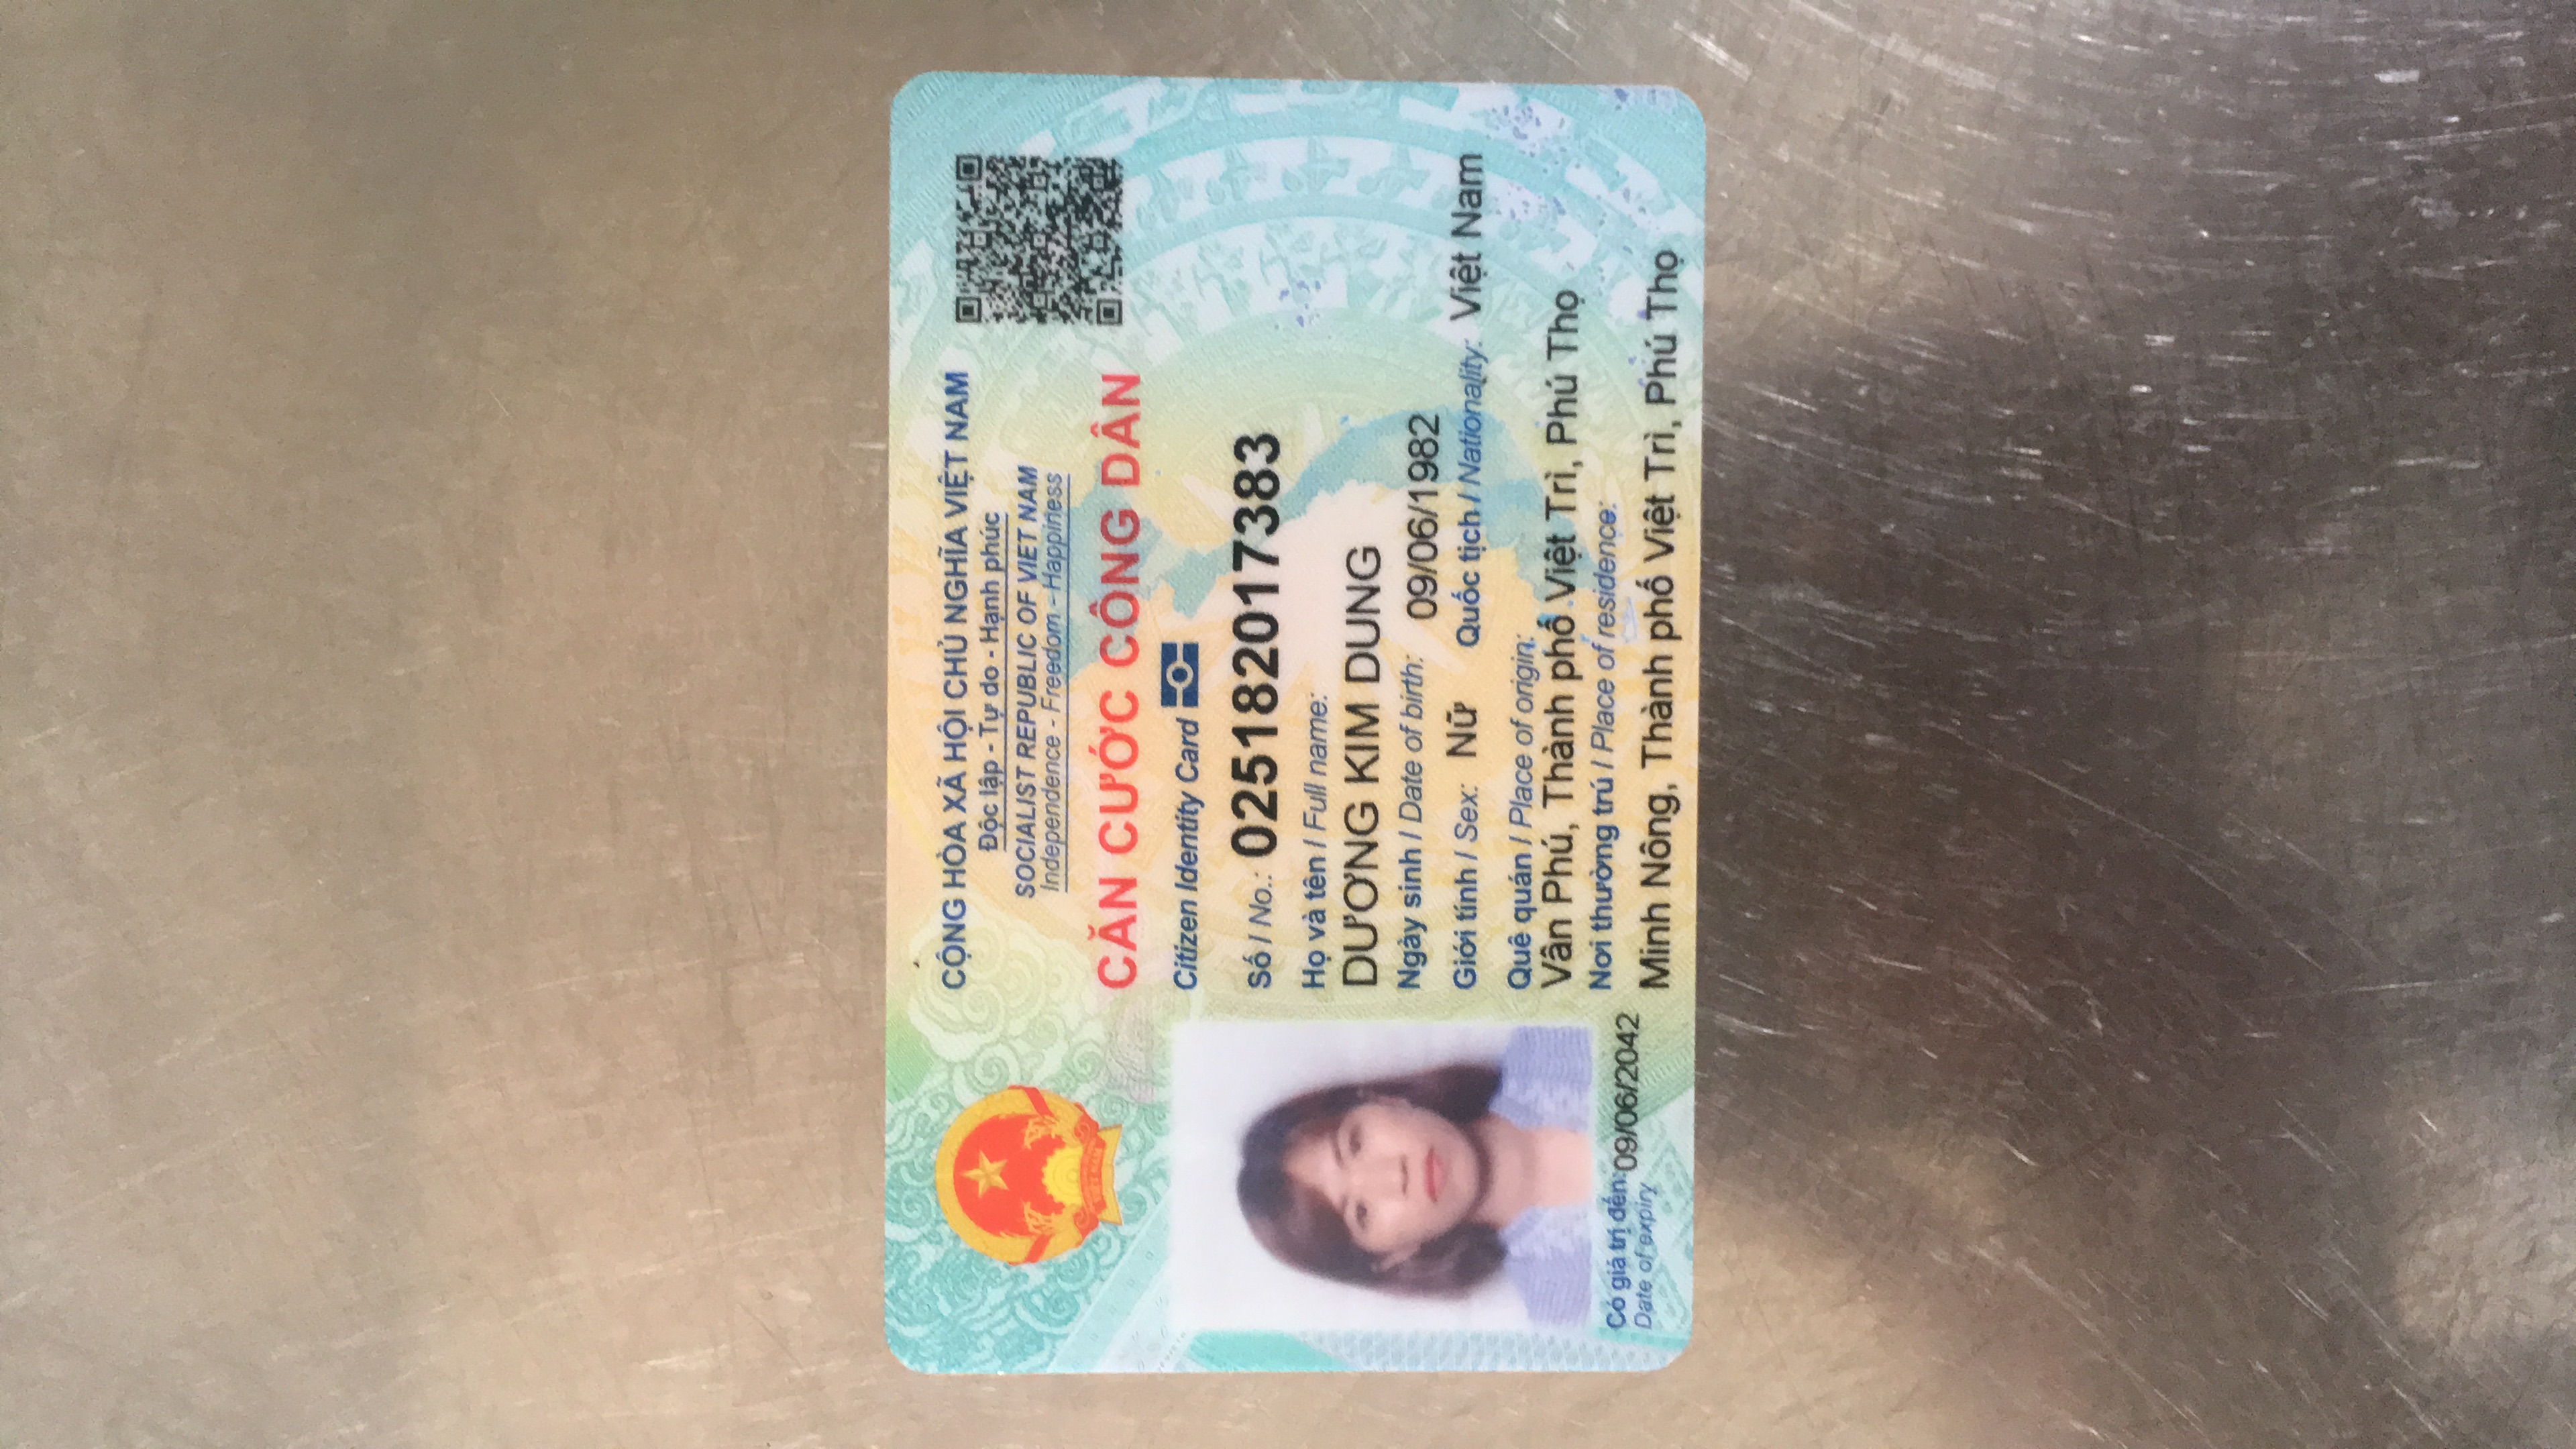 CỘNG HÒA XÃ HỘI CHỦ NGHĨA VIỆT NAM
Độc lập - Tự do - Hạnh phúc
SOCIALIST REPUBLIC OF VIET NAM
Independence - Freedom - Happiness
CĂN CƯỚC CÔNG DÂN
Citizen Identity Card
Số / No.: 025182017383
Họ và tên / Full name:
DƯƠNG KIM DUNG
Ngày sinh / Date of birth: 09/06/1982
Giới tính / Sex: Nữ Quốc tịch / Nationality: Việt Nam
Quê quán / Place of origin:
Vân Phú, Thành phố Việt Trì, Phú Thọ
Nơi thường trú / Place of residence:
Minh Nông, Thành phố Việt Trì, Phú Thọ
Có giá trị đến: 09/06/2042
Date of expiry
VIỆT NAM